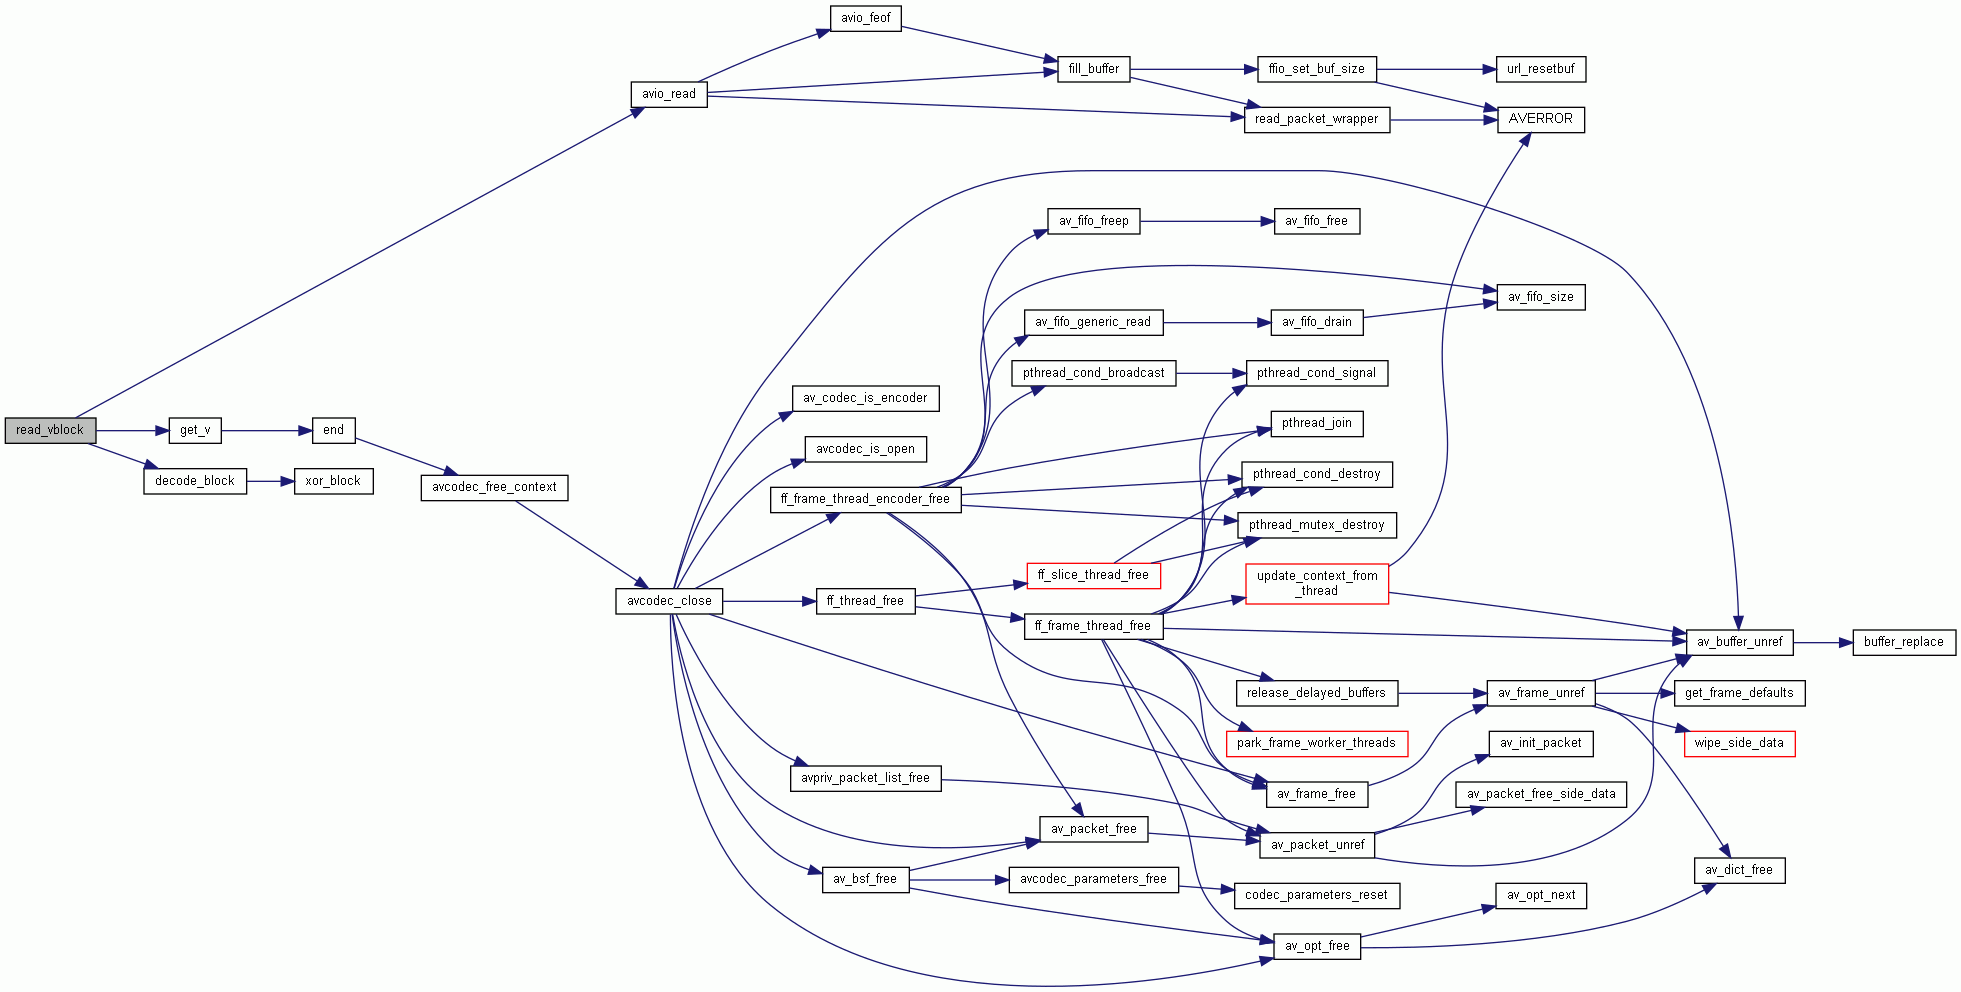 avio_feof
fill_buffer
ffio_set_buf_size
url_resetbuf
avio_read
read_packet_wrapper
AVERROR
av_fifo_freep
av_fifo_free
av_fifo_size
av_fifo_generic_read
av_fifo_drain
pthread_cond_broadcast
pthread_cond_signal
av_codec_is_encoder
pthread_join
read_vblock
get_v
end
avcodec_is_open
pthread_cond_destroy
decode_block
xor_block
avcodec_free_context
ff_frame_thread_encoder_free
pthread_mutex_destroy
ff_slice_thread_free
update_context_from
_thread
avcodec_close
ff_thread_free
ff_frame_thread_free
av_buffer_unref
buffer_replace
release_delayed_buffers
av_frame_unref
get_frame_defaults
park_frame_worker_threads
av_init_packet
wipe_side_data
avpriv_packet_list_free
av_frame_free
av_packet_free_side_data
av_packet_free
av_packet_unref
av_dict_free
av_bsf_free
avcodec_parameters_free
codec_parameters_reset
av_opt_next
av_opt_free